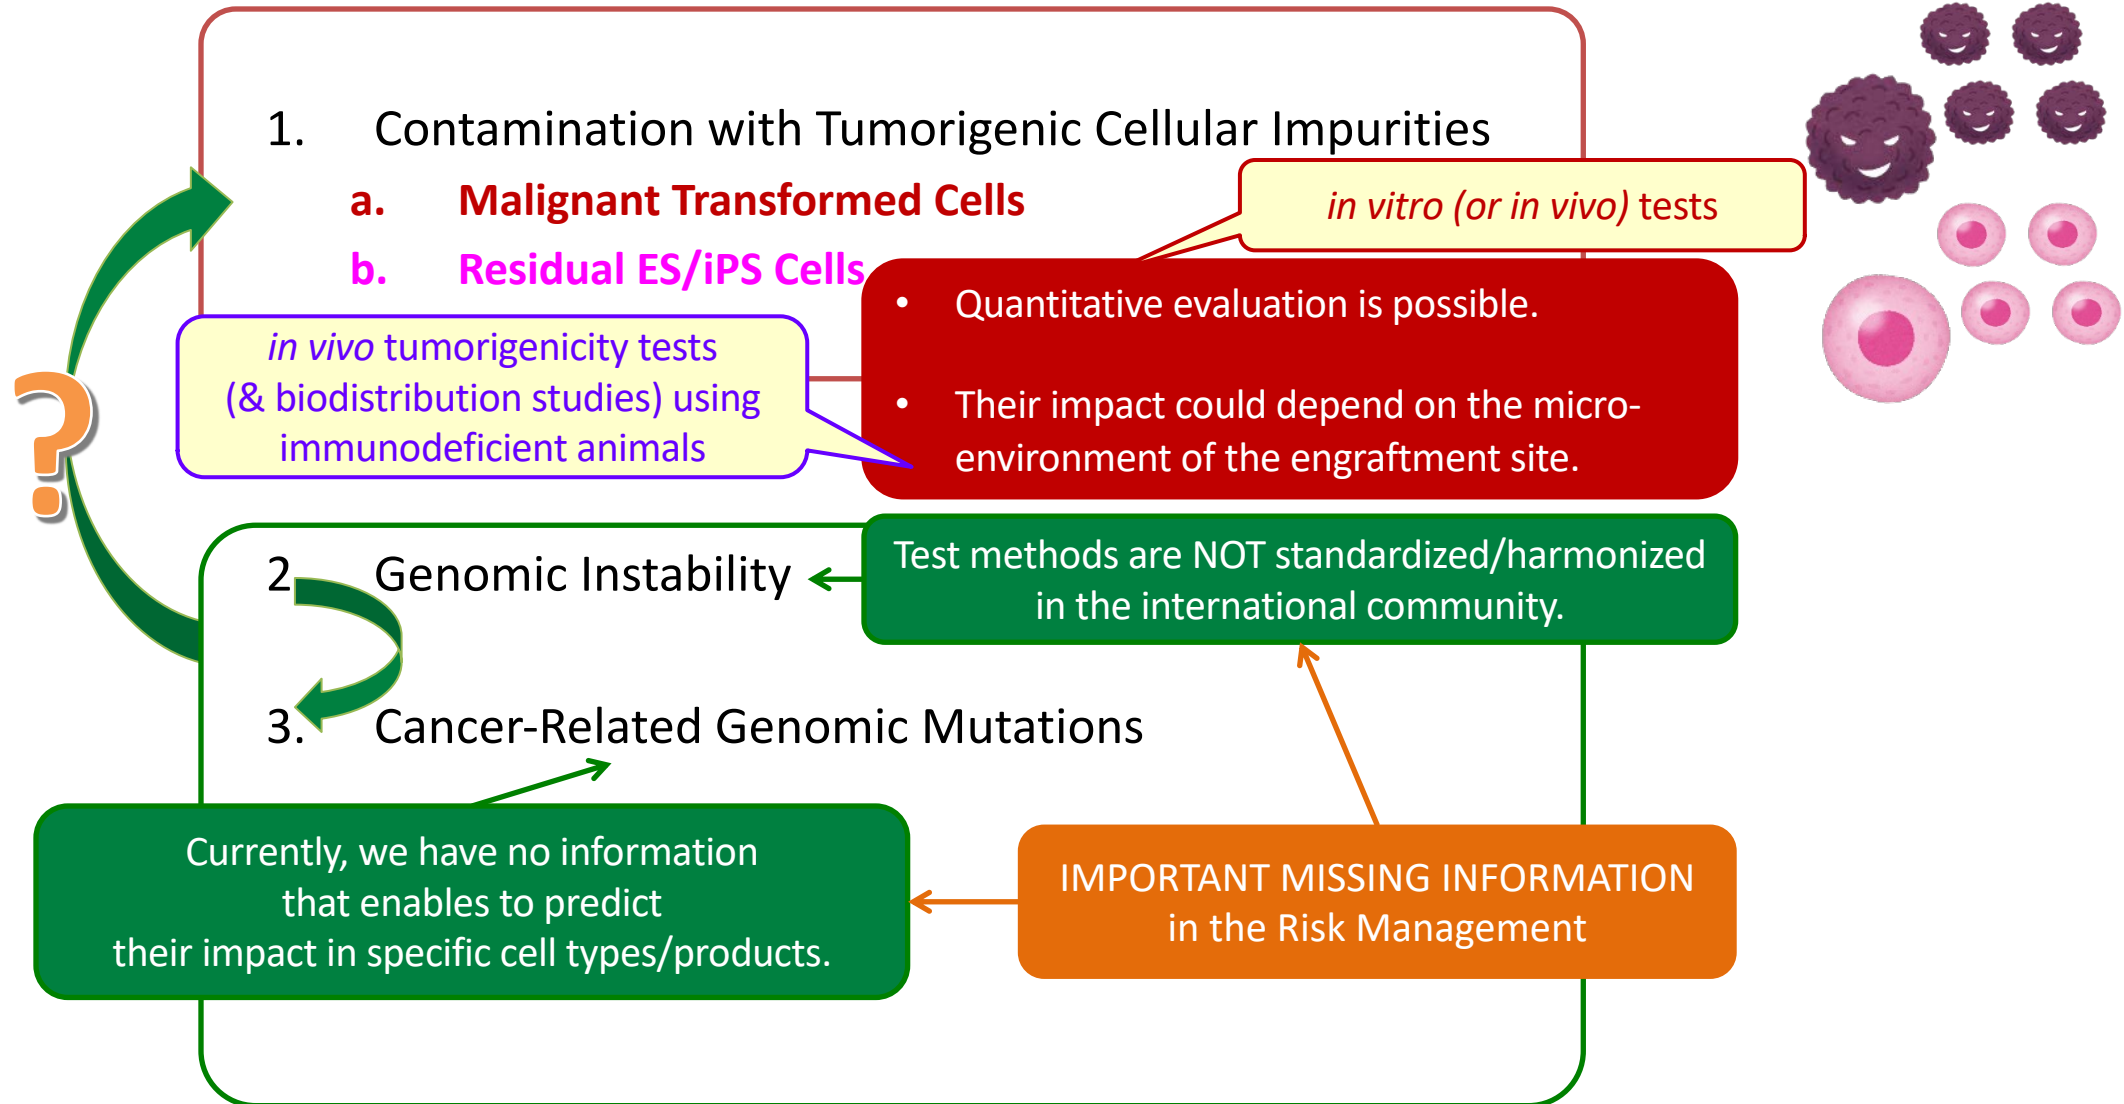 1. Contamination with Tumorigenic Cellular Impurities
a. Malignant Transformed Cells
in vitro (or in vivo) tests
b. Residual ES/iPS Cells
• Quantitative evaluation is possible.
• Their impact could depend on the micro-
environment of the engraftment site.
in vivo tumorigenicity tests
(& biodistribution studies) using
immunodeficient animals
?
2 Genomic Instability
Test methods are NOT standardized/harmonized
in the international community.
3. Cancer-Related Genomic Mutations
Currently, we have no information
that enables to predict
their impact in specific cell types/products.
IMPORTANT MISSING INFORMATION
in the Risk Management